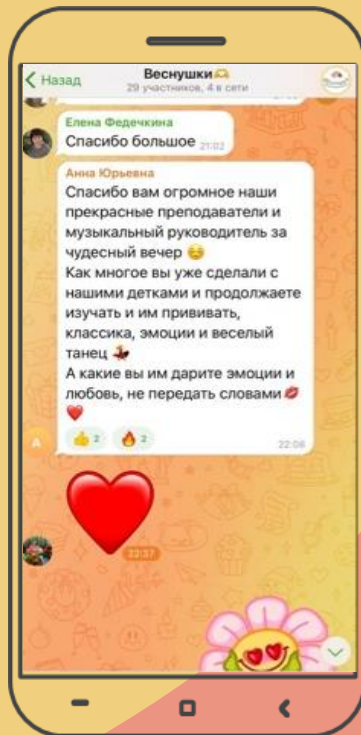 Назад
Веснушки🫶
29 участников, 4 в сети
Елена Федечкина
Спасибо большое 21:02
Анна Юрьевна
Спасибо вам огромное наши
прекрасные преподаватели и
музыкальный руководитель за
чудесный вечер ☺️
Как многое вы уже сделали с
нашими детками и продолжаете
изучать и им прививать,
классика, эмоции и веселый
танец 💃
А какие вы им дарите эмоции и
любовь, не передать словами 💋
❤️
А
👍 2 🔥 2 22:06
22:37